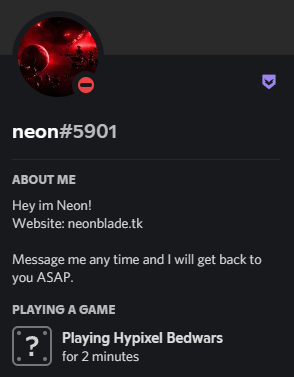 neon#5901
ABOUT ME
Hey im Neon!
Website: neonblade.tk
Message me any time and I will get back to
you ASAP.
PLAYING A GAME
?
Playing Hypixel Bedwars
for 2 minutes